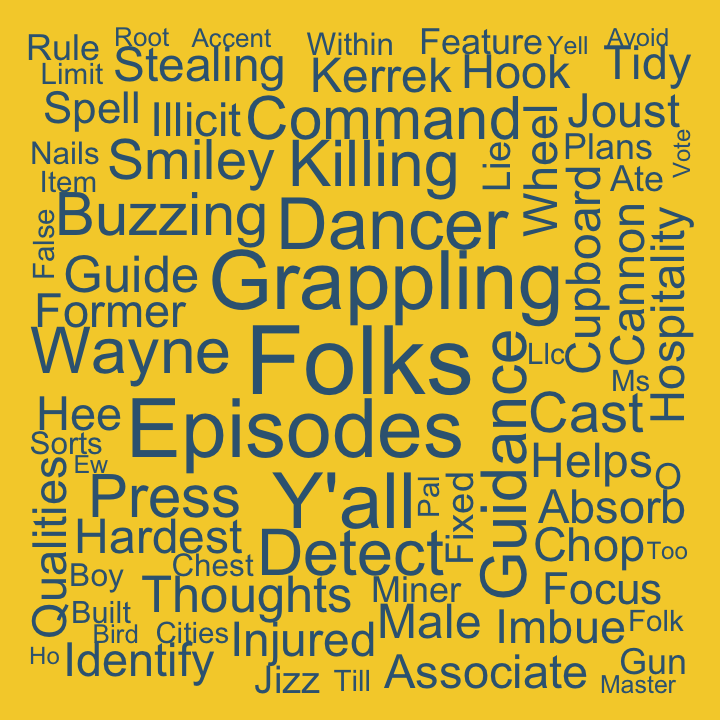 Rule
Root
Accent
Within
Feature
Yell
Avoid
Limit
Stealing
Kerrek
Hook
Tidy
Spell
Illicit
Command
Joust
Nails
Smiley
Killing
Lie
Wheel
Plans
Vote
Item
Ate
Buzzing
Dancer
Cupboard
Cannon
Hospitality
False
Guide
Grappling
Former
Wayne
Folks
Guidance
Llc
Ms
Hee
Episodes
Cast
Sorts
Ew
Helps
O
Qualities
Press
Y'all
Pal
Fixed
Absorb
Hardest
Detect
Chop
Too
Boy
Chest
Thoughts
Miner
Focus
Built
Bird
Cities
Injured
Male
Imbue
Folk
Ho
Identify
Jizz
Till
Associate
Gun
Master